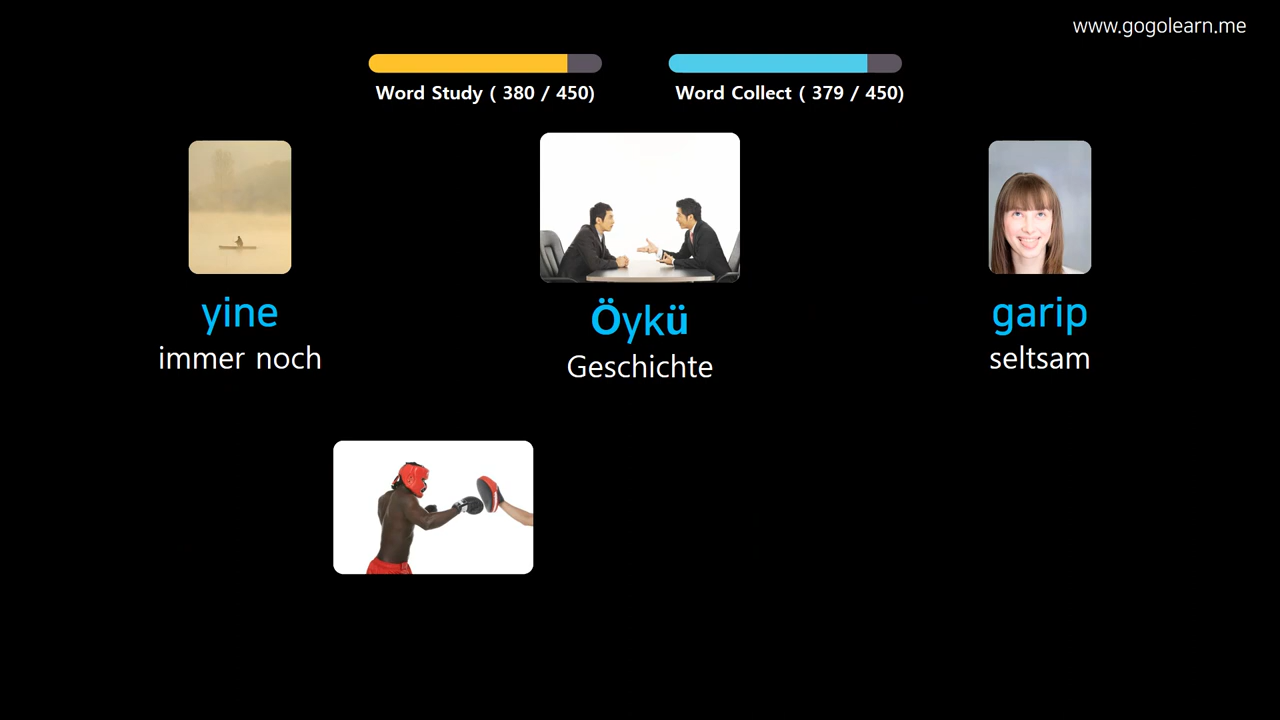 www.gogolearn.me
Word Study ( 380 / 450)
Word Collect ( 379 / 450)
yine
immer noch
Öykü
Geschichte
garip
seltsam